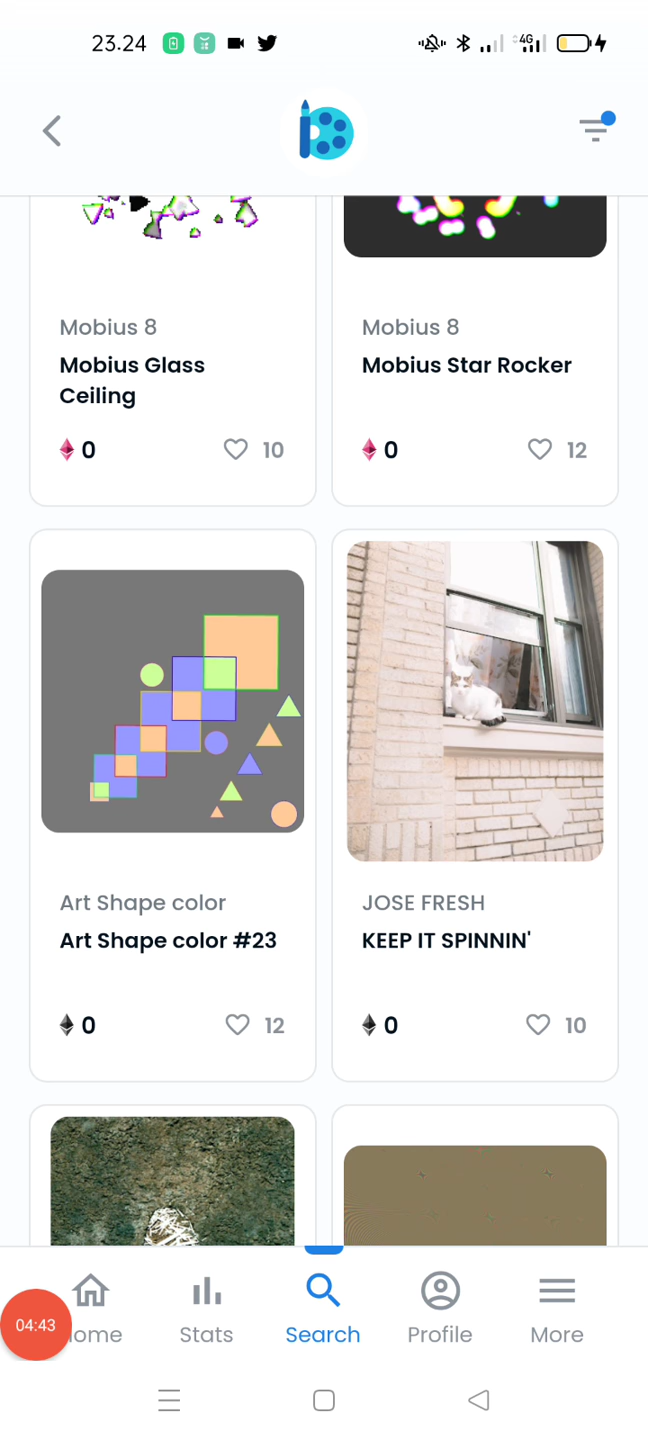 23.24
4G
Mobius 8
Mobius Glass
Ceiling
0
10
Mobius 8
Mobius Star Rocker
0
12
Art Shape color
Art Shape color #23
0
12
JOSE FRESH
KEEP IT SPINNIN'
0
10
04:43
ome
Stats
Search
Profile
More